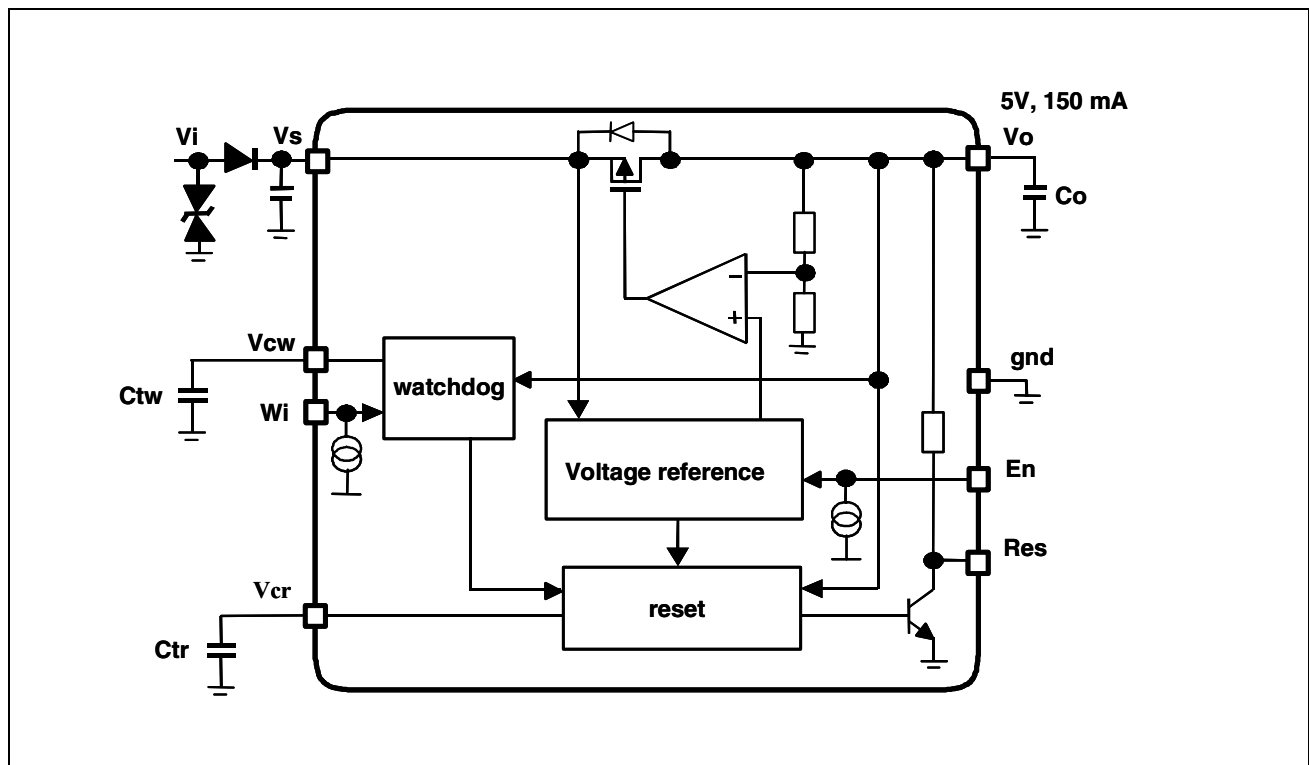 5V, 150 mA
Vi
Vs
Vo
Co
−
+
Vcw
watchdog
gnd
Ctw
Wi
Voltage reference
En
Res
Vcr
reset
Ctr